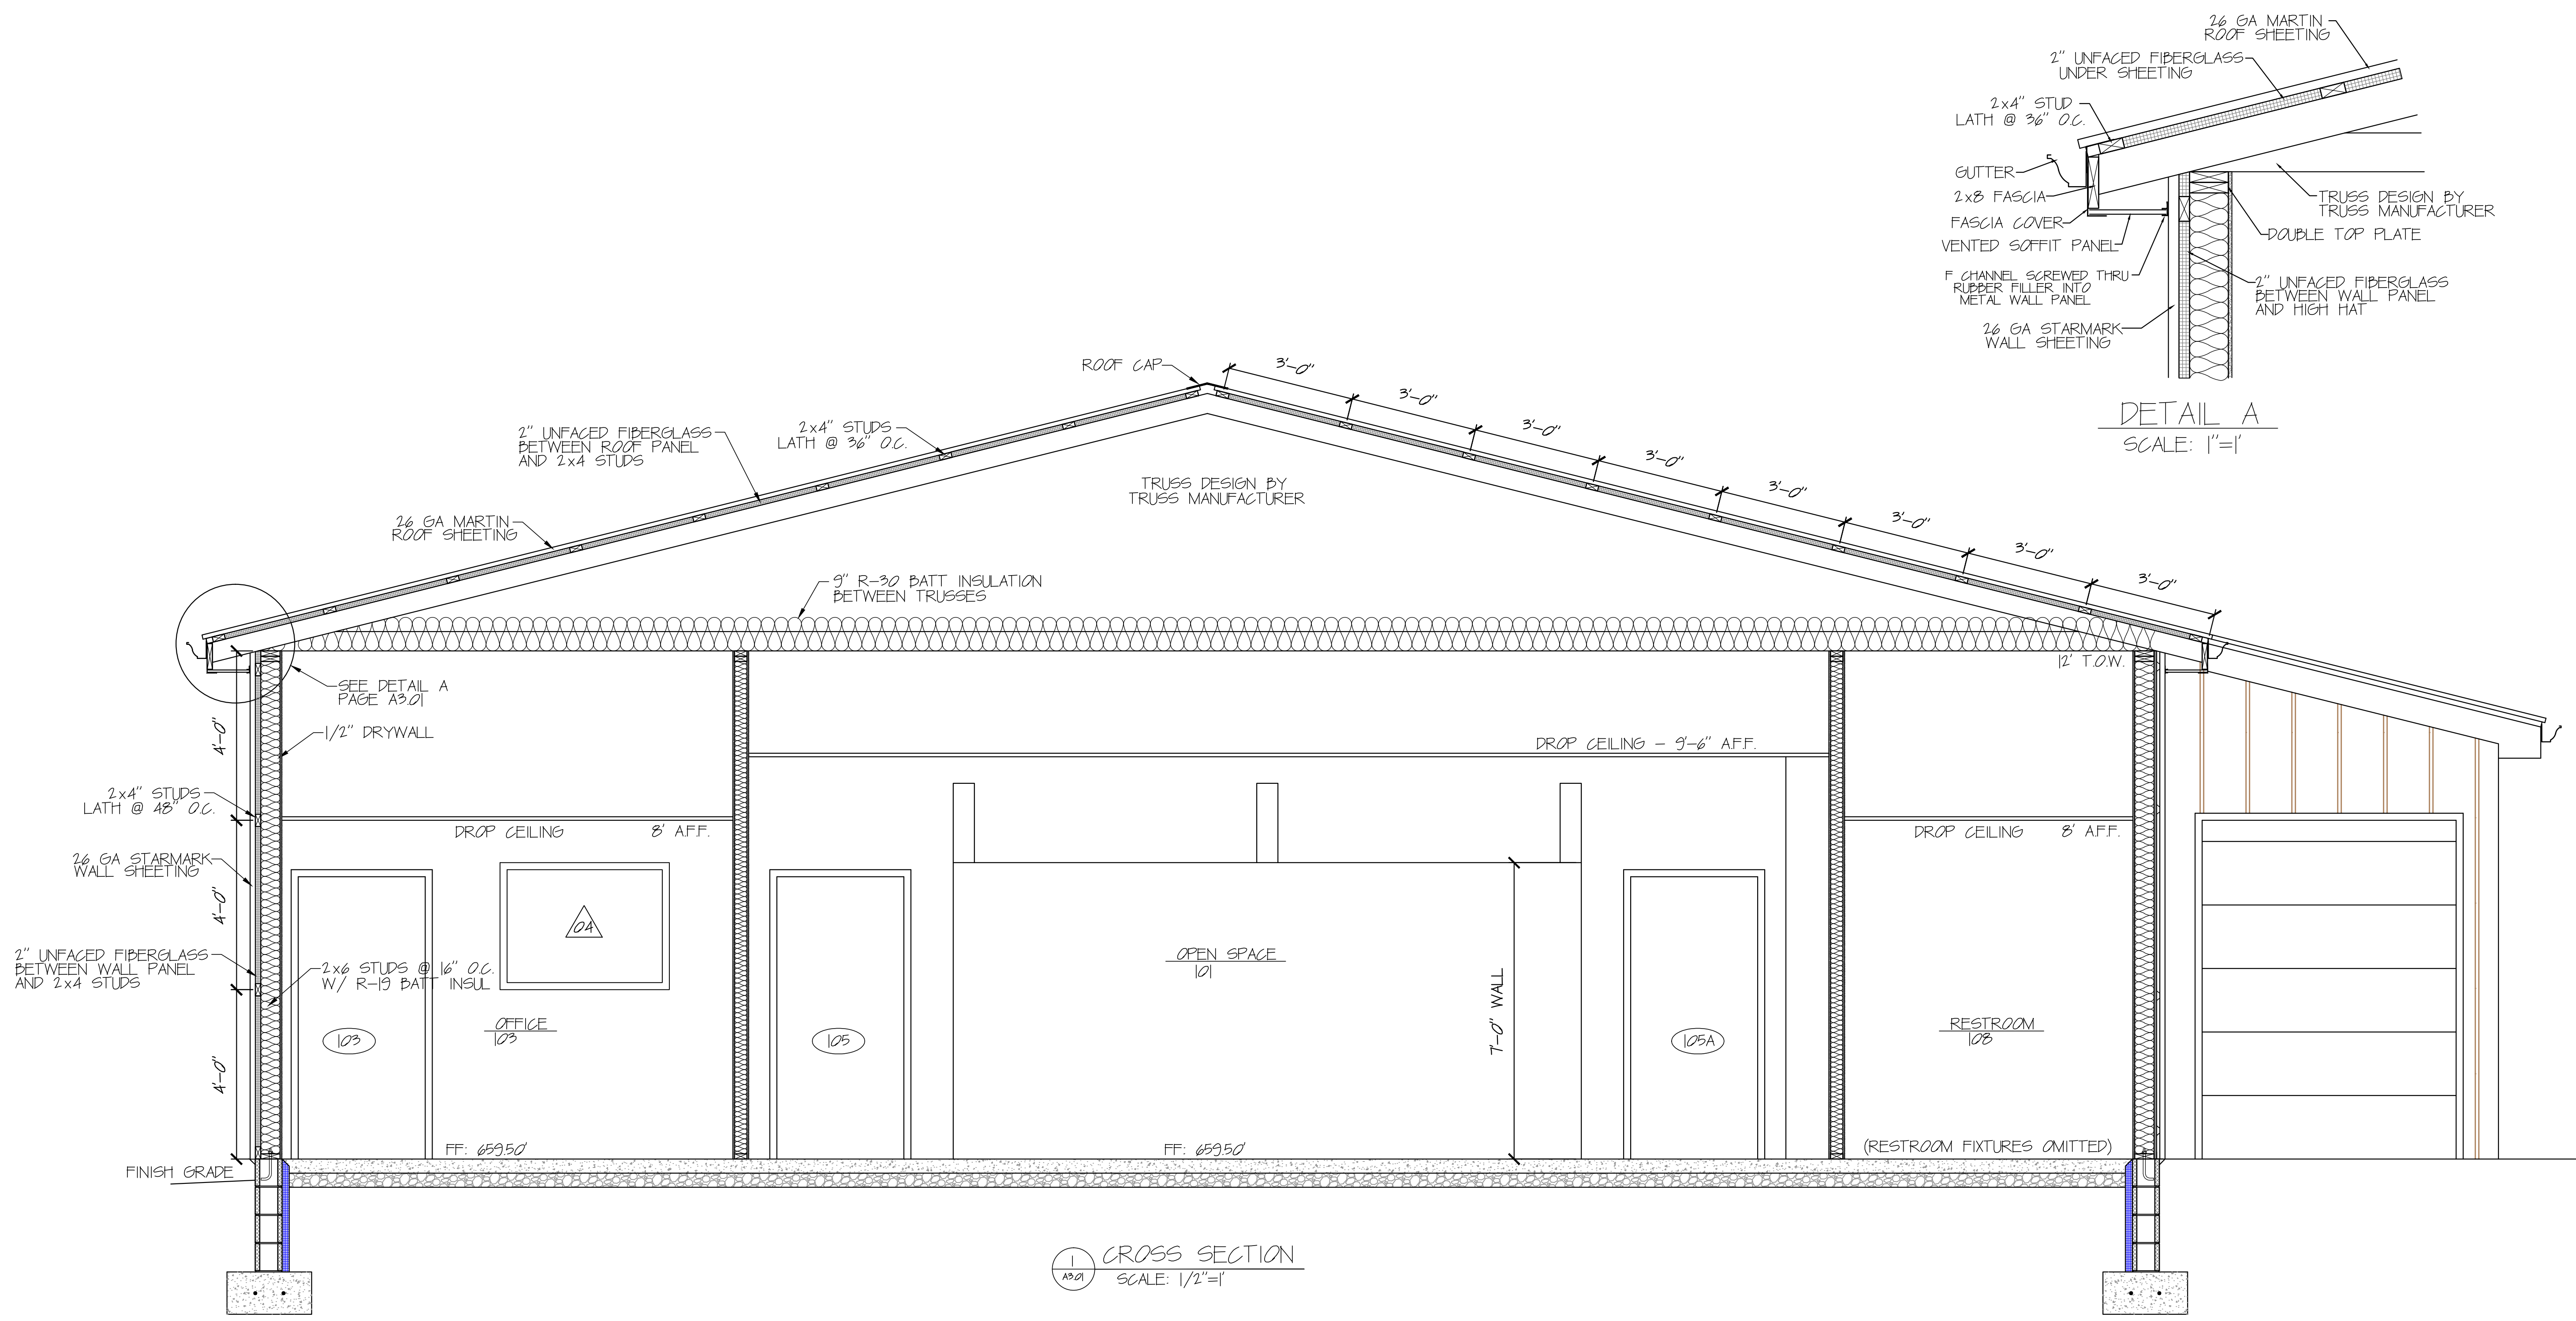 26 GA MARTIN
ROOF SHEETING
2" UNFACED FIBERGLASS
UNDER SHEETING
2x4" STUD
LATH @ 36" O.C.
GUTTER
2x8 FASCIA
FASCIA COVER
VENTED SOFFIT PANEL
F CHANNEL SCREWED THRU
RUBBER FILLER INTO
METAL WALL PANEL
26 GA STARMARK
WALL SHEETING
TRUSS DESIGN BY
TRUSS MANUFACTURER
DOUBLE TOP PLATE
2" UNFACED FIBERGLASS
BETWEEN WALL PANEL
AND HIGH HAT
DETAIL A
SCALE: 1"=1'
ROOF CAP
3'-0"
3'-0"
3'-0"
3'-0"
3'-0"
3'-0"
3'-0"
3'-0"
2" UNFACED FIBERGLASS
BETWEEN ROOF PANEL
AND 2x4 STUDS
2x4" STUDS
LATH @ 36" O.C.
TRUSS DESIGN BY
TRUSS MANUFACTURER
26 GA MARTIN
ROOF SHEETING
9" R-30 BATT INSULATION
BETWEEN TRUSSES
12' T.O.W.
SEE DETAIL A
PAGE A3.01
4'-0"
1/2" DRYWALL
DROP CEILING - 9'-6" A.F.F.
2x4" STUDS
LATH @ 48" O.C.
DROP CEILING 8' A.F.F.
DROP CEILING 8' A.F.F.
26 GA STARMARK
WALL SHEETING
4'-0"
04
2" UNFACED FIBERGLASS
BETWEEN WALL PANEL
AND 2x4 STUDS
2x6 STUDS @ 16" O.C.
W/ R-19 BATT INSUL
OPEN SPACE
101
7'-0" WALL
OFFICE
103
RESTROOM
108
103
105
105A
4'-0"
FF: 659.50'
FF: 659.50'
(RESTROOM FIXTURES OMITTED)
FINISH GRADE
1
A3.01
CROSS SECTION
SCALE: 1/2"=1'